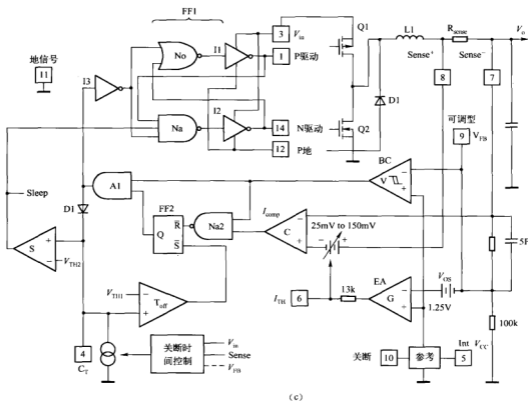 FF1
3 Vin
Q1
L1
Rsense
Vo
地信号
11
No
I1
1 P驱动
Sense+
Sense−
I3
8
7
I2
Na
14 N驱动
Q2
D1
可调型
12 P地
9 VFB
BC
V
Sleep
A1
FF2
D1
Icomp
25mV to 150mV
R
Q
S
Na2
C
− +
S
+
−
VTH2
5P
EA
VOS
VTH1
−
+
Toff
ITH 6
13k
G
1.25V
100k
4
CT
关断时
间控制
Vin
Sense
VFB
关断 10
参考
5
Int VCC
(c)